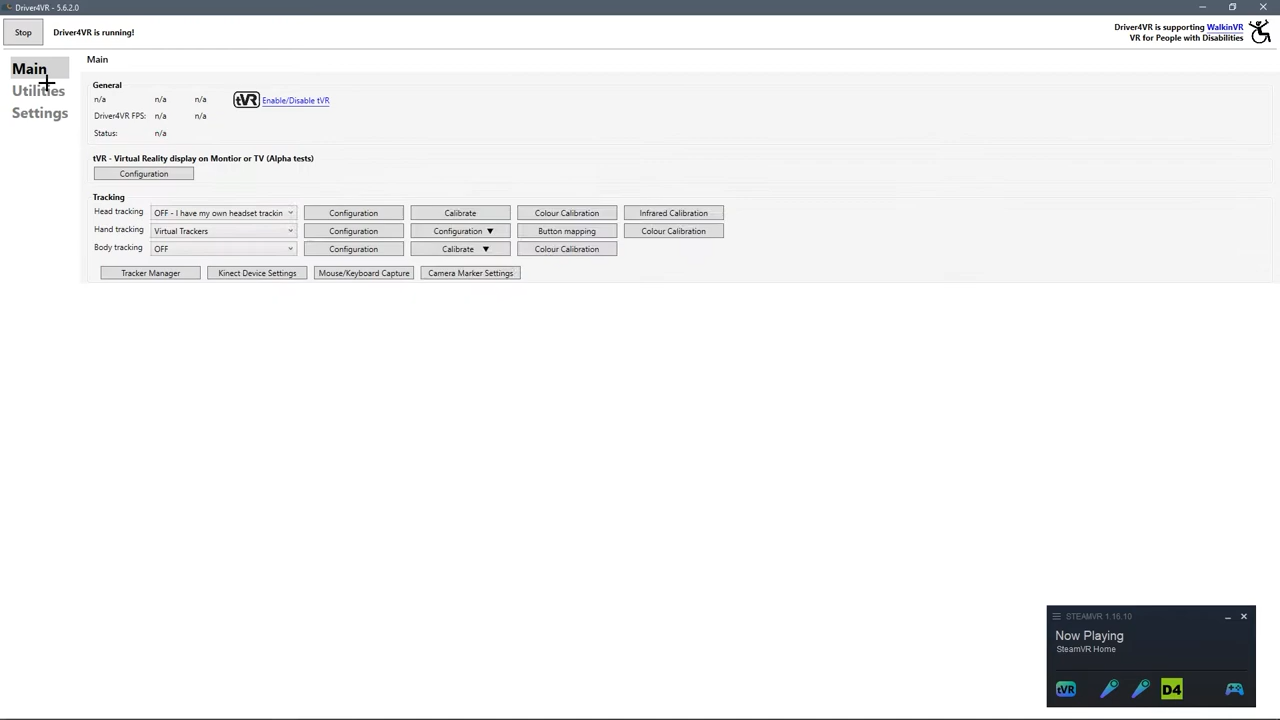 Driver4VR - 5.6.2.0
Stop
Driver4VR is running!
Driver4VR is supporting WalkinVR
VR for People with Disabilities
Main
Utilities
Settings
Main
General
n/a n/a n/a
tVR Enable/Disable tVR
Driver4VR FPS: n/a n/a
Status: n/a
tVR - Virtual Reality display on Montior or TV (Alpha tests)
Configuration
Tracking
Head tracking OFF - I have my own headset trackin Configuration Calibrate Colour Calibration Infrared Calibration
Hand tracking Virtual Trackers Configuration Configuration ▼ Button mapping Colour Calibration
Body tracking OFF Configuration Calibrate ▼ Colour Calibration
Tracker Manager Kinect Device Settings Mouse/Keyboard Capture Camera Marker Settings
STEAMVR 1.16.10
Now Playing
SteamVR Home
tVR D4